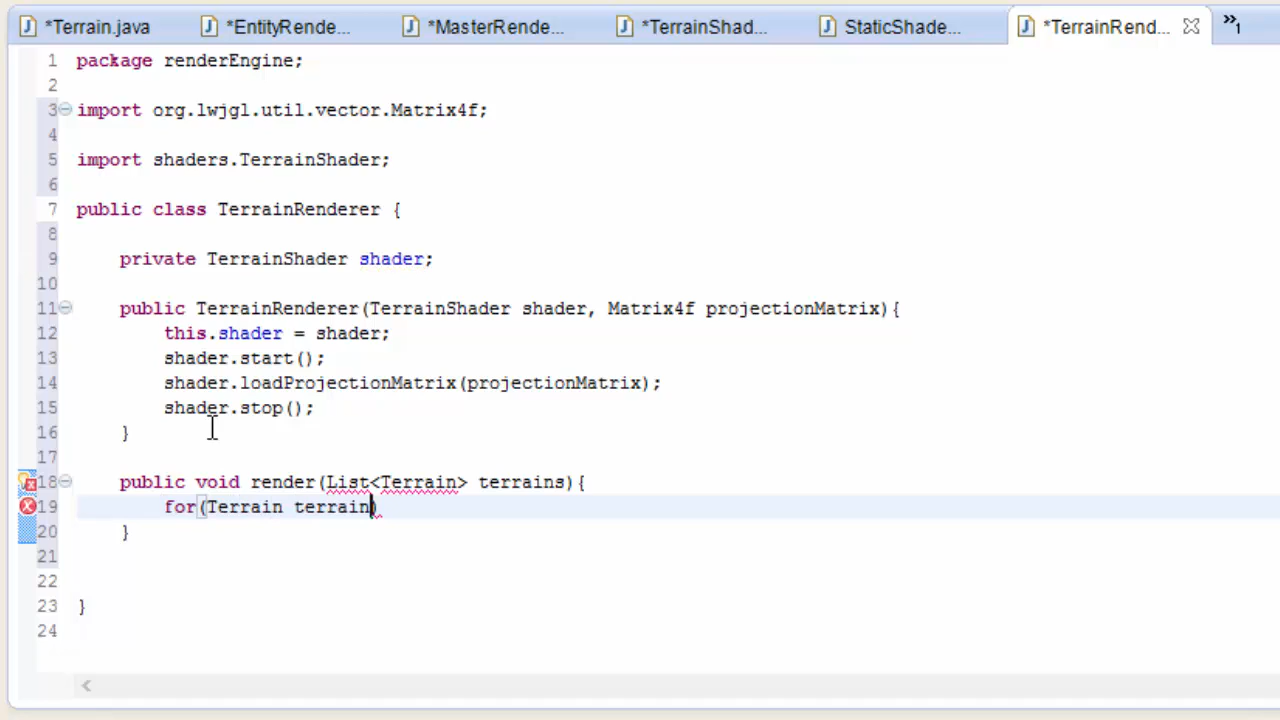 *Terrain.java *EntityRende... *MasterRende... *TerrainShad... StaticShade... *TerrainRend... »1
1 package renderEngine;
2
3 import org.lwjgl.util.vector.Matrix4f;
4
5 import shaders.TerrainShader;
6
7 public class TerrainRenderer {
8
9 private TerrainShader shader;
10
11 public TerrainRenderer(TerrainShader shader, Matrix4f projectionMatrix){
12 this.shader = shader;
13 shader.start();
14 shader.loadProjectionMatrix(projectionMatrix);
15 shader.stop();
16 }
17
18 public void render(List<Terrain> terrains){
19 for(Terrain terrain)
20 }
21
22
23 }
24